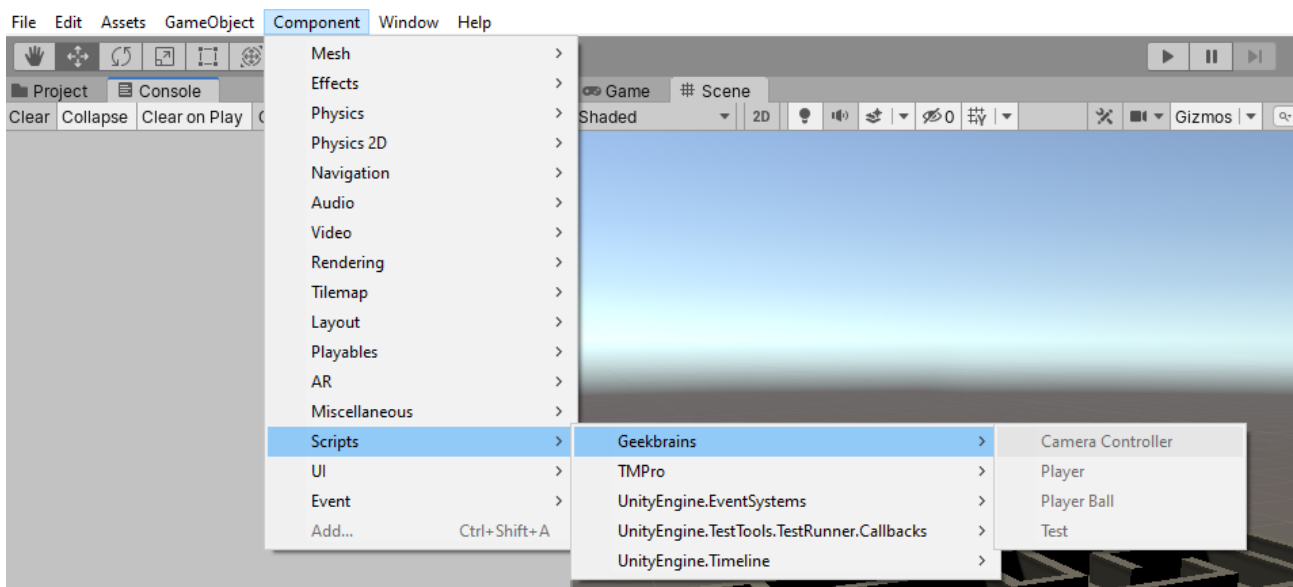 File Edit Assets GameObject Component Window Help
Project Console
Clear Collapse Clear on Play
Mesh
Effects
Physics
Physics 2D
Navigation
Audio
Video
Rendering
Tilemap
Layout
Playables
AR
Miscellaneous
Scripts
UI
Event
Add... Ctrl+Shift+A
Game Scene
Shaded 2D 0 Gizmos
Geekbrains
TMPro
UnityEngine.EventSystems
UnityEngine.TestTools.TestRunner.Callbacks
UnityEngine.Timeline
Camera Controller
Player
Player Ball
Test